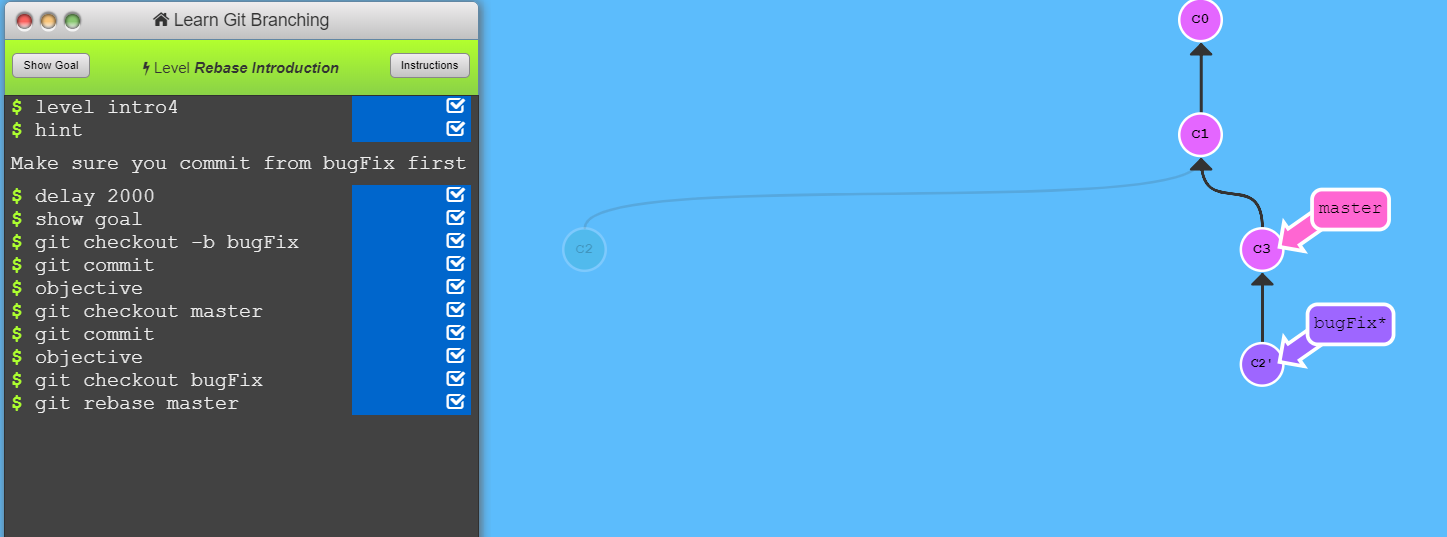 Learn Git Branching
Show Goal
Level Rebase Introduction
Instructions
$ level intro4
$ hint
Make sure you commit from bugFix first
$ delay 2000
$ show goal
$ git checkout -b bugFix
$ git commit
$ objective
$ git checkout master
$ git commit
$ objective
$ git checkout bugFix
$ git rebase master
C0
C1
master
C2
C3
bugFix*
C2'